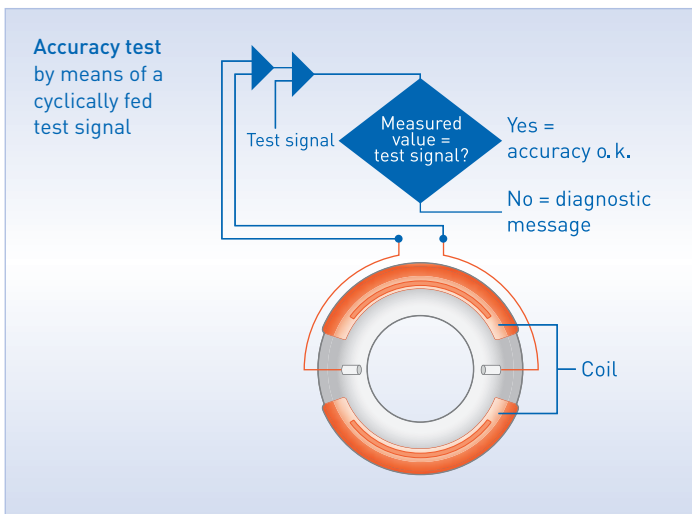 Accuracy test
by means of a
cyclically fed
test signal
Test signal
Measured
value =
test signal?
Yes =
accuracy o. k.
No = diagnostic
message
Coil